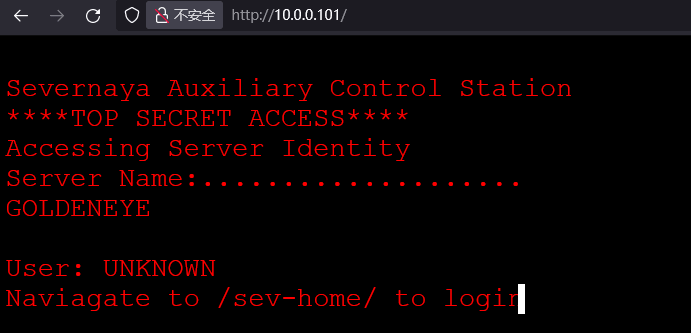 不安全
http://10.0.0.101/
Severnaya Auxiliary Control Station
****TOP SECRET ACCESS****
Accessing Server Identity
Server Name:....................
GOLDENEYE
User: UNKNOWN
Naviagate to /sev-home/ to login